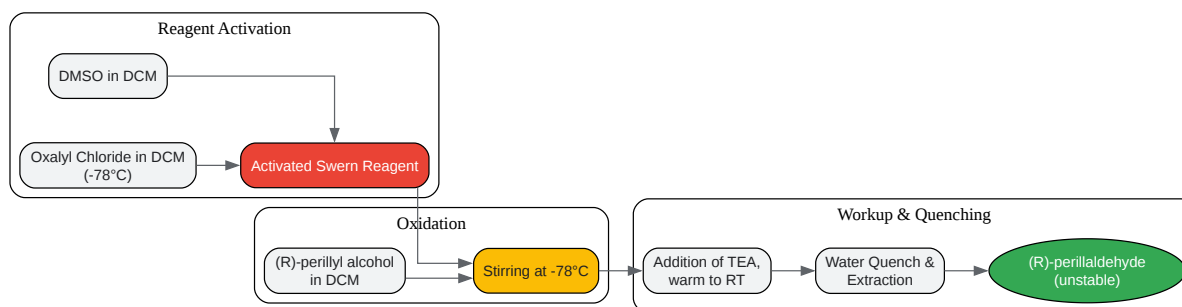 Reagent Activation
DMSO in DCM
Oxalyl Chloride in DCM
(-78°C)
Activated Swern Reagent
Oxidation
(R)-perillyl alcohol
in DCM
Stirring at -78°C
Workup & Quenching
Addition of TEA,
warm to RT
Water Quench &
Extraction
(R)-perillaldehyde
(unstable)